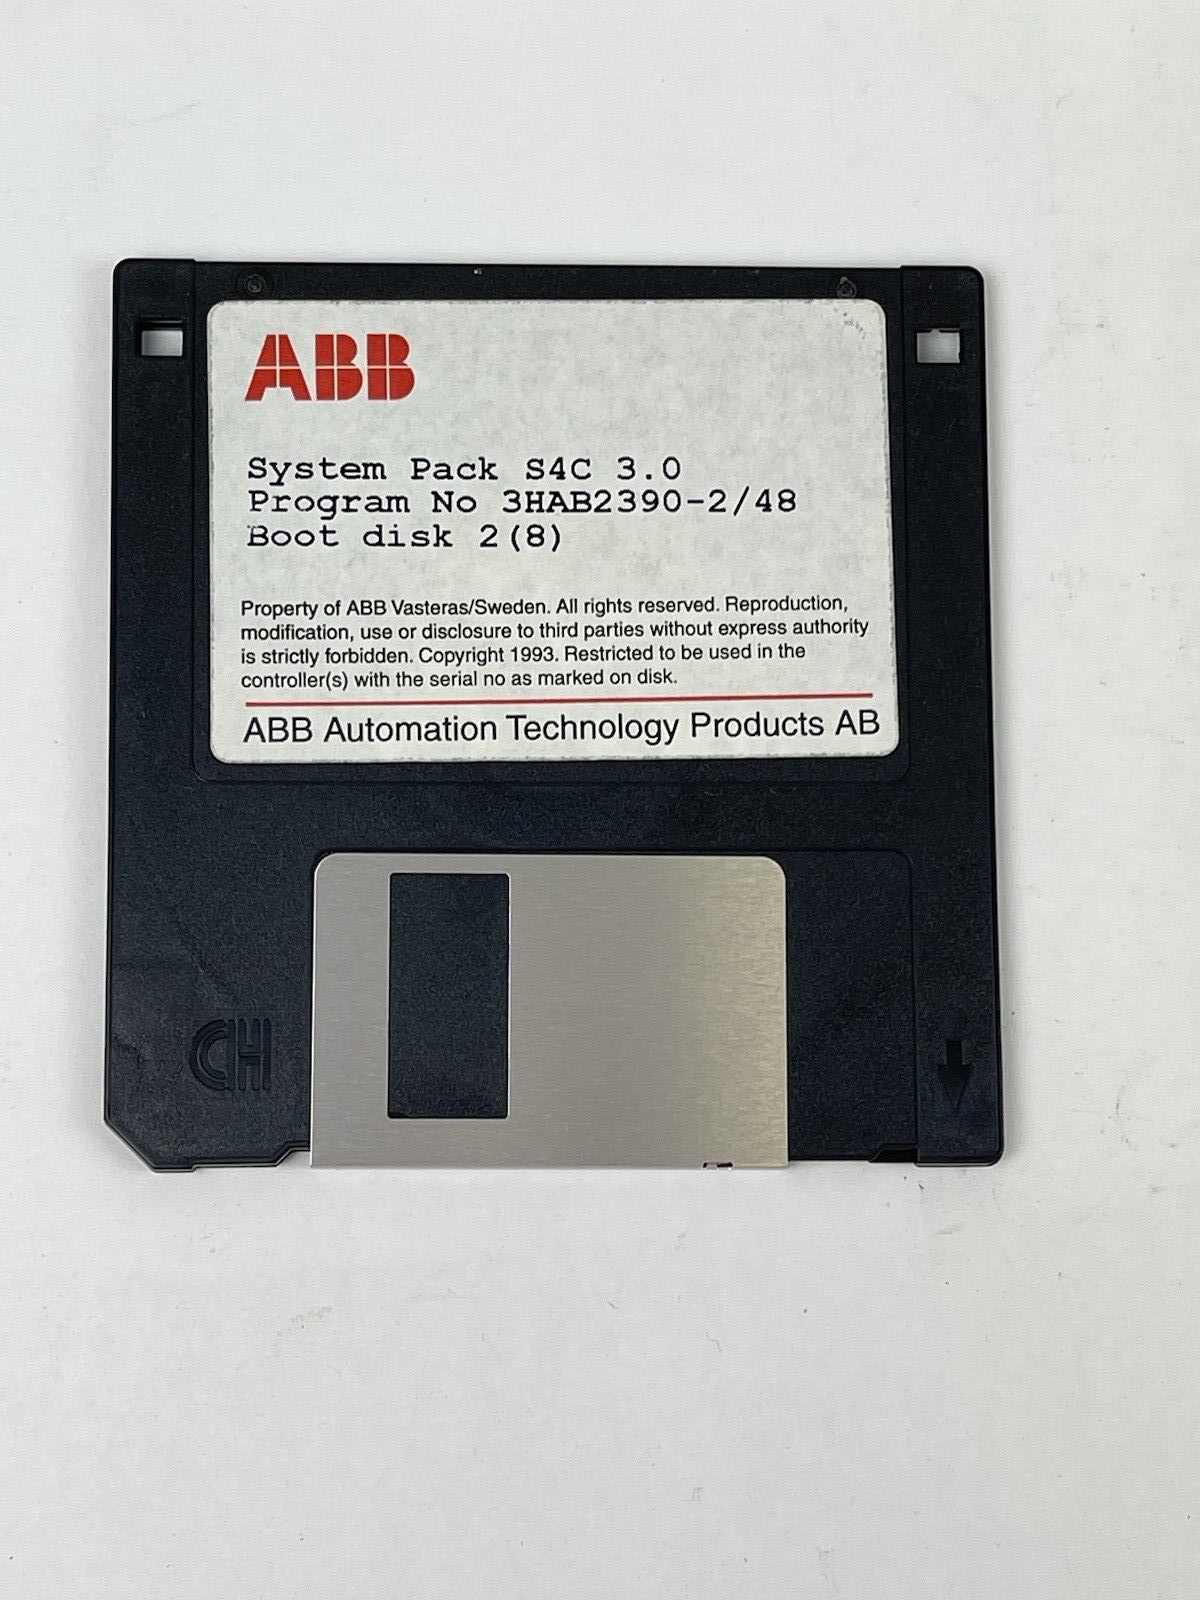 ABB
System Pack S4C 3.0
Program No 3HAB2390-2/48
Boot disk 2(8)
Property of ABB Vasteras/Sweden. All rights reserved. Reproduction,
modification, use or disclosure to third parties without express authority
is strictly forbidden. Copyright 1993. Restricted to be used in the
controller(s) with the serial no as marked on disk.
ABB Automation Technology Products AB
CH